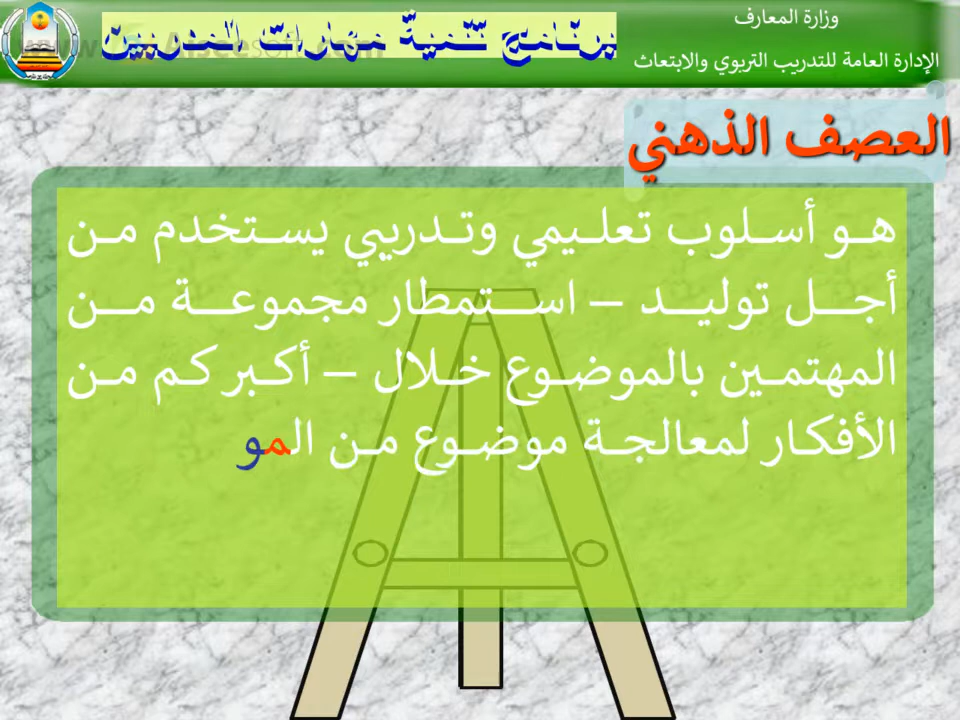 وزارة المعارف
الإدارة العامة للتدريب التربوي والابتعاث
برنامج تنمية مهارات المدربين
العصف الذهني
هو أسلوب تعليمي وتدريبي يستخدم من
أجل توليد – استمطار مجموعة من
المهتمين بالموضوع خلال – أكبر كم من
الأفكار لمعالجة موضوع من المو